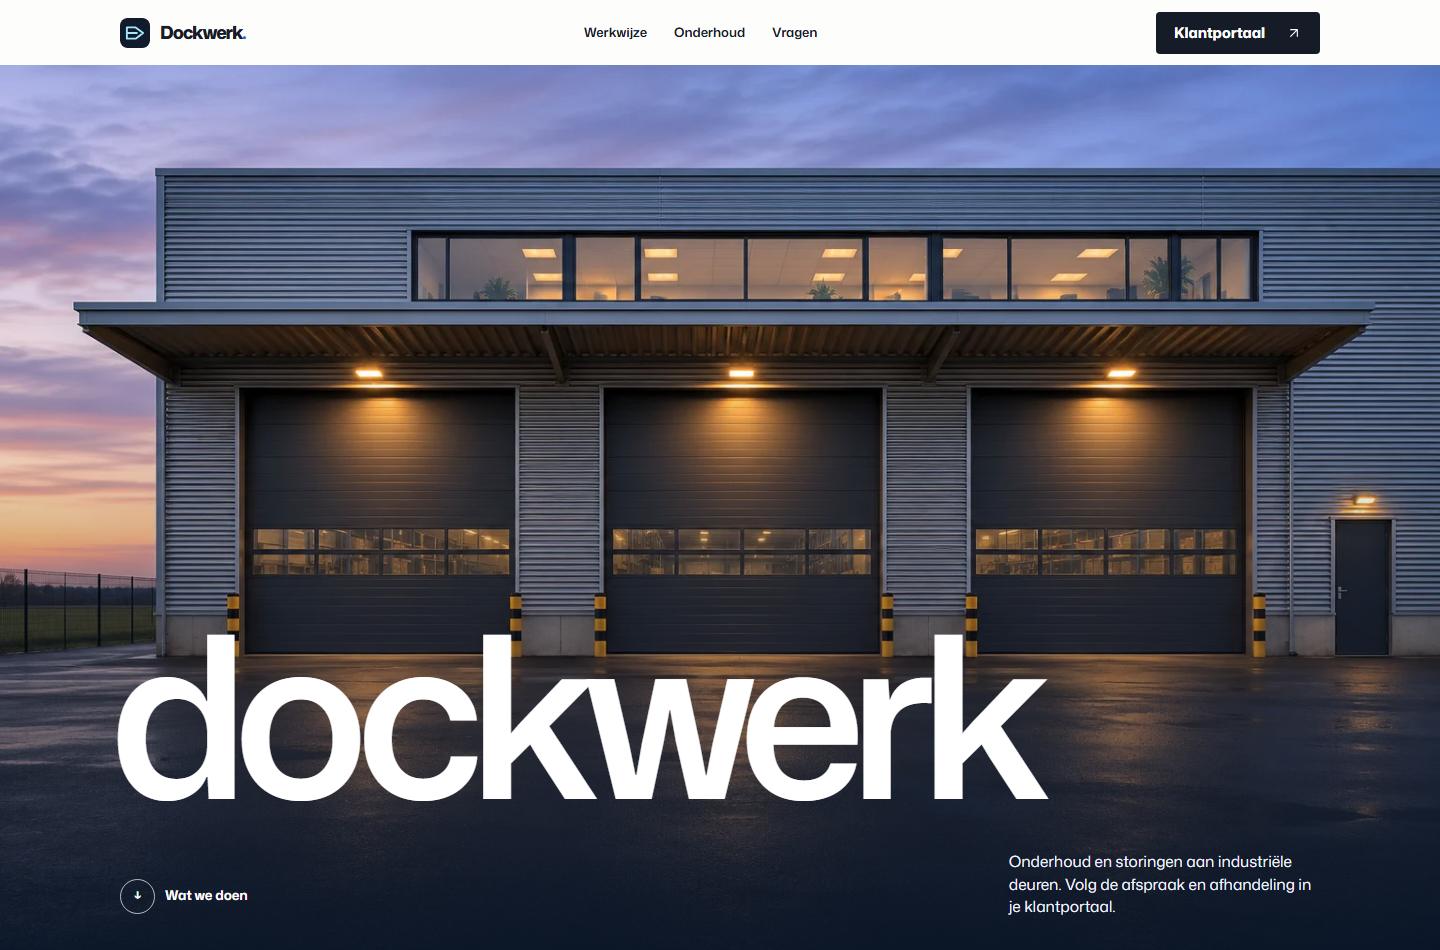 Dockwerk.
Werkwijze
Onderhoud
Vragen
Klantportaal
dockwerk
Wat we doen
Onderhoud en storingen aan industriële
deuren. Volg de afspraak en afhandeling in
je klantportaal.